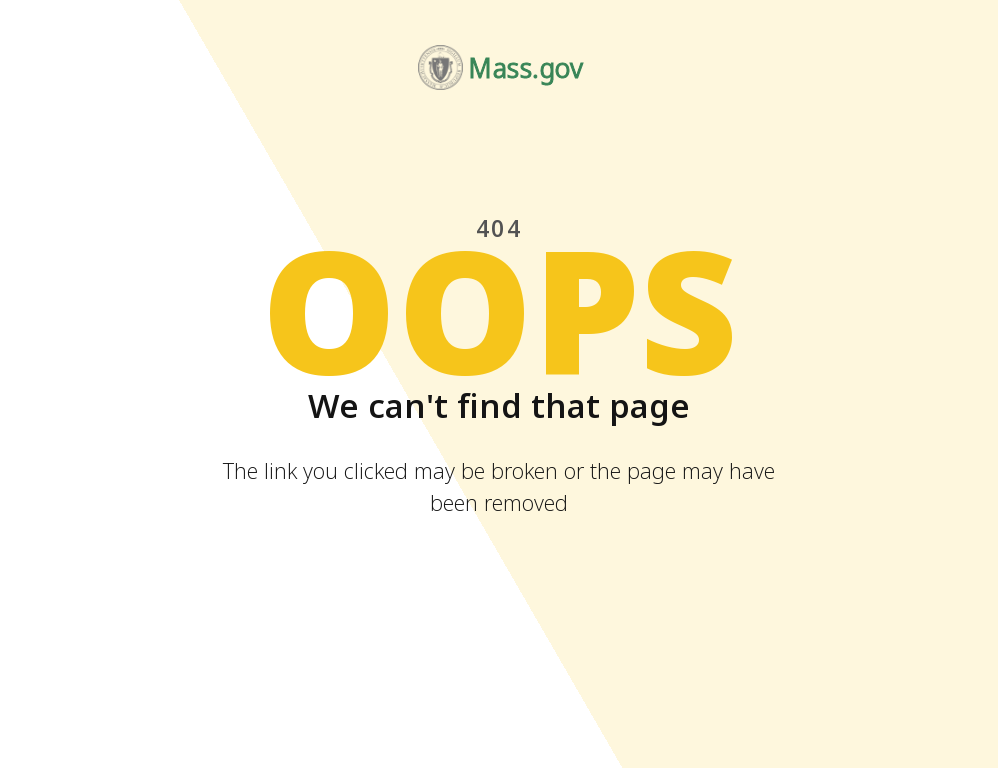 Mass.gov
404
OOPS
We can't find that page
The link you clicked may be broken or the page may have
been removed